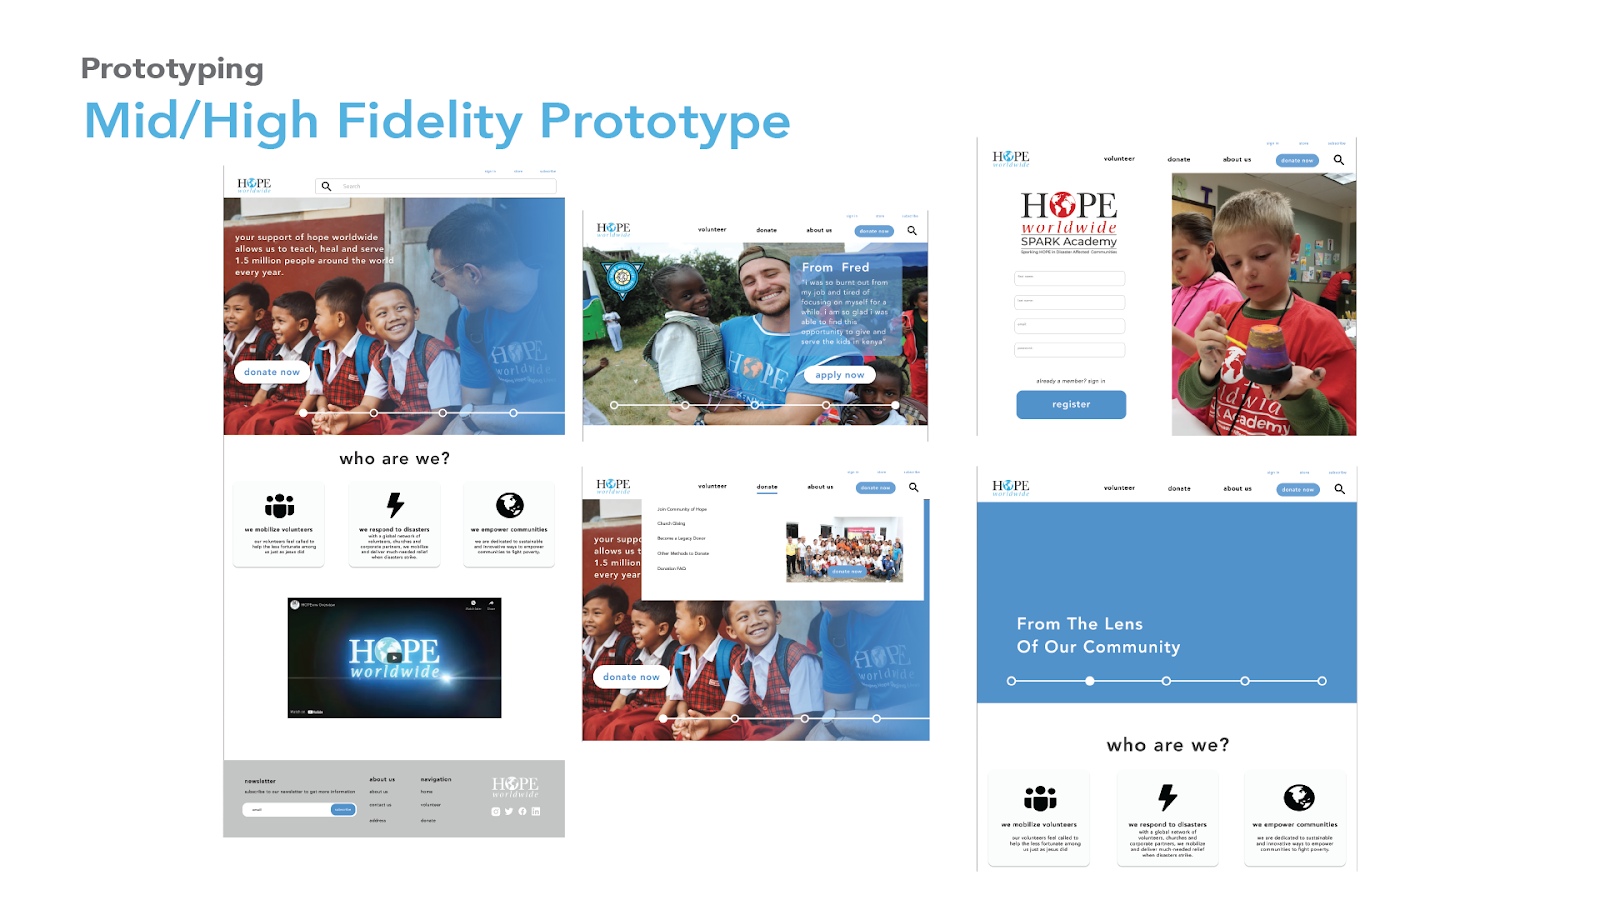 Prototyping
Mid/High Fidelity Prototype
sign in store subscribe
HOPE
worldwide
Search
your support of hope worldwide
allows us to teach, heal and serve
1.5 million people around the world
every year.
HOPE
worldwide
donate now
who are we?
we mobilize volunteers
our volunteers feel called to
help the less fortunate among
us just as jesus did
we respond to disasters
with a global network of
volunteers, churches and
corporate partners, we mobilize
and deliver much-needed relief
when disasters strike.
we empower communities
we are dedicated to sustainable
and innovative ways to empower
communities to fight poverty.
HOPEww Overview
Watch later Share
HOPE
worldwide
Watch on YouTube
newsletter
subscribe to our newsletter to get more information
email
subscribe
about us
about us
contact us
address
navigation
home
volunteer
donate
HOPE
worldwide
sign in store subscribe
HOPE
worldwide
volunteer donate about us donate now
From Fred
"I was so burnt out from
my job and tired of
focusing on myself for a
while. i am so glad i was
able to find this
opportunity to give and
serve the kids in kenya"
HOPE
KENYA
apply now
sign in store subscribe
HOPE
worldwide
volunteer donate about us donate now
Join Community of Hope
Church Giving
Become a Legacy Donor
Other Methods to Donate
Donation FAQ
donate now
your supp
allows us t
1.5 million
every year
HOPE
worldwide
donate now
sign in store subscribe
HOPE
worldwide
volunteer donate about us donate now
HOPE
worldwide
SPARK Academy
Sparking HOPE in Disaster Affected Communities
first name
last name
email
password
already a member? sign in
register
ldwid
RK Academy
sign in store subscribe
HOPE
worldwide
volunteer donate about us donate now
From The Lens
Of Our Community
who are we?
we mobilize volunteers
our volunteers feel called to
help the less fortunate among
us just as jesus did
we respond to disasters
with a global network of
volunteers, churches and
corporate partners, we mobilize
and deliver much-needed relief
when disasters strike.
we empower communities
we are dedicated to sustainable
and innovative ways to empower
communities to fight poverty.